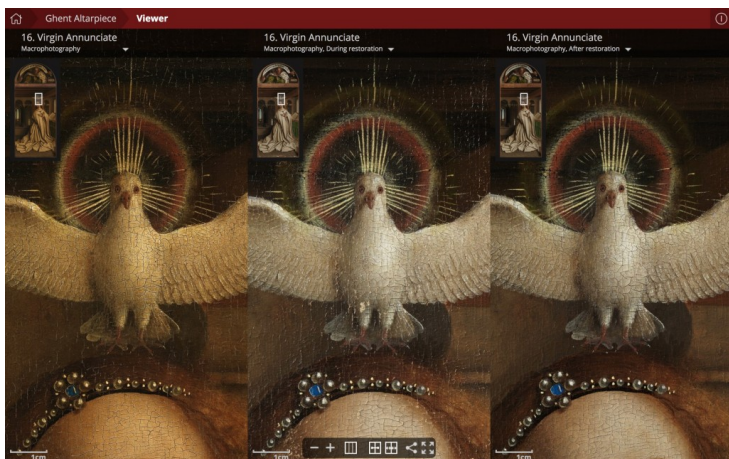 Ghent Altarpiece Viewer
16. Virgin Annunciate
Macrophotography
16. Virgin Annunciate
Macrophotography, During restoration
16. Virgin Annunciate
Macrophotography, After restoration
1cm
1cm
1cm